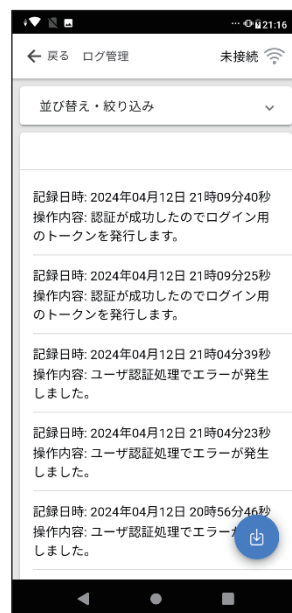 21:16
戻る ログ管理 未接続
並び替え・絞り込み
記録日時: 2024年04月12日 21時09分40秒
操作内容: 認証が成功したのでログイン用
のトークンを発行します。
記録日時: 2024年04月12日 21時09分25秒
操作内容: 認証が成功したのでログイン用
のトークンを発行します。
記録日時: 2024年04月12日 21時04分39秒
操作内容: ユーザ認証処理でエラーが発生
しました。
記録日時: 2024年04月12日 21時04分23秒
操作内容: ユーザ認証処理でエラーが発生
しました。
記録日時: 2024年04月12日 20時56分46秒
操作内容: ユーザ認証処理でエラー
しました。